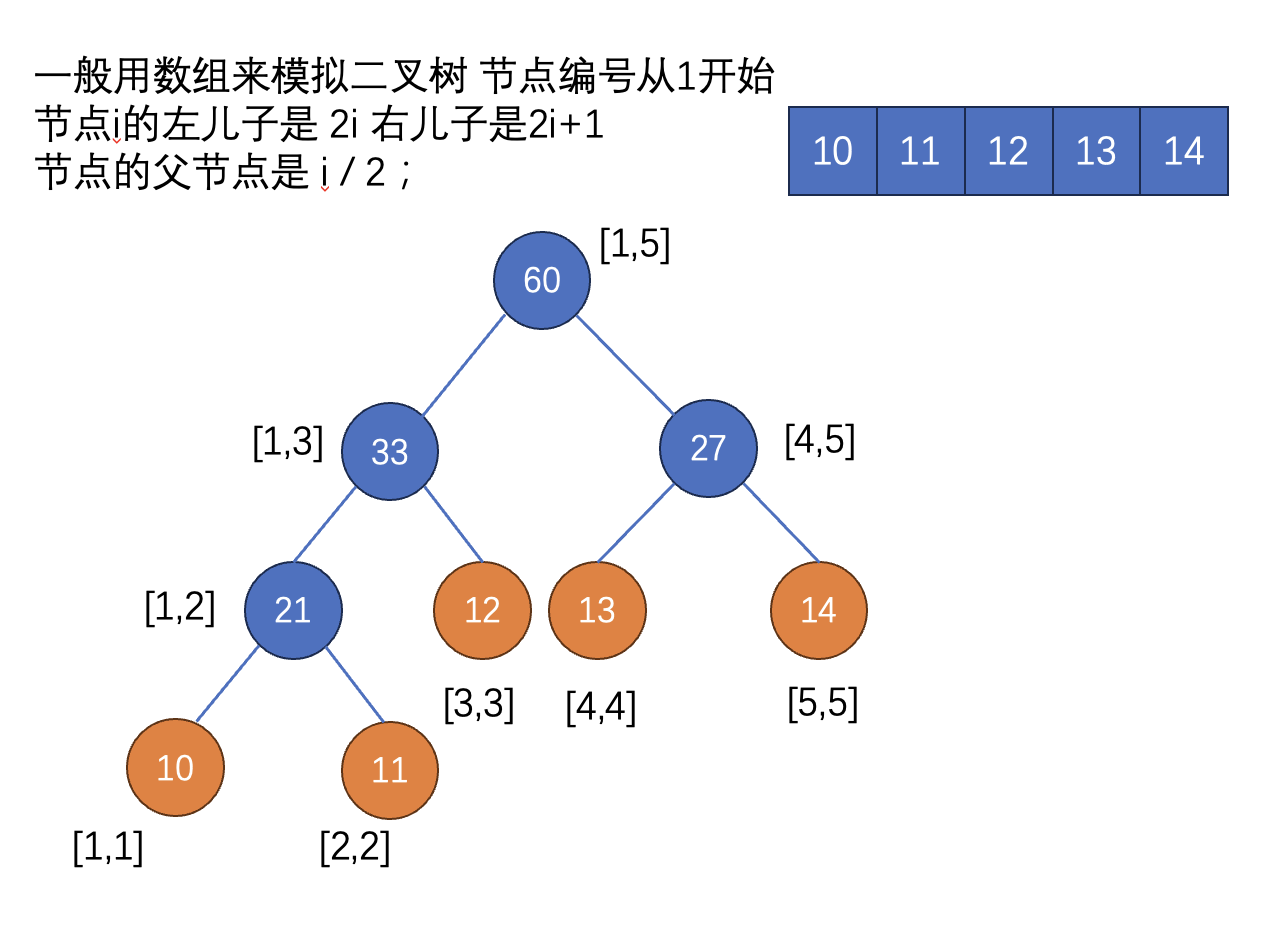 一般用数组来模拟二叉树 节点编号从1开始
节点i的左儿子是 2i 右儿子是2i+1
节点的父节点是 i / 2；
10 11 12 13 14
[1,5]
60
[1,3] 33 27 [4,5]
[1,2] 21 12 13 14
[3,3] [4,4] [5,5]
10 11
[1,1] [2,2]